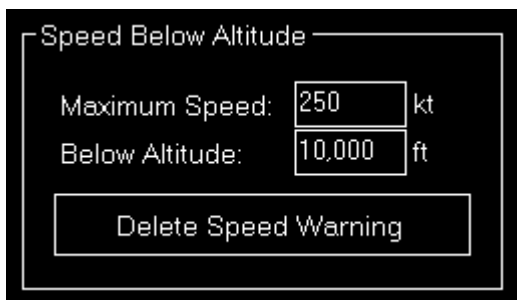 Speed Below Altitude
Maximum Speed: 250 kt
Below Altitude: 10,000 ft
Delete Speed Warning